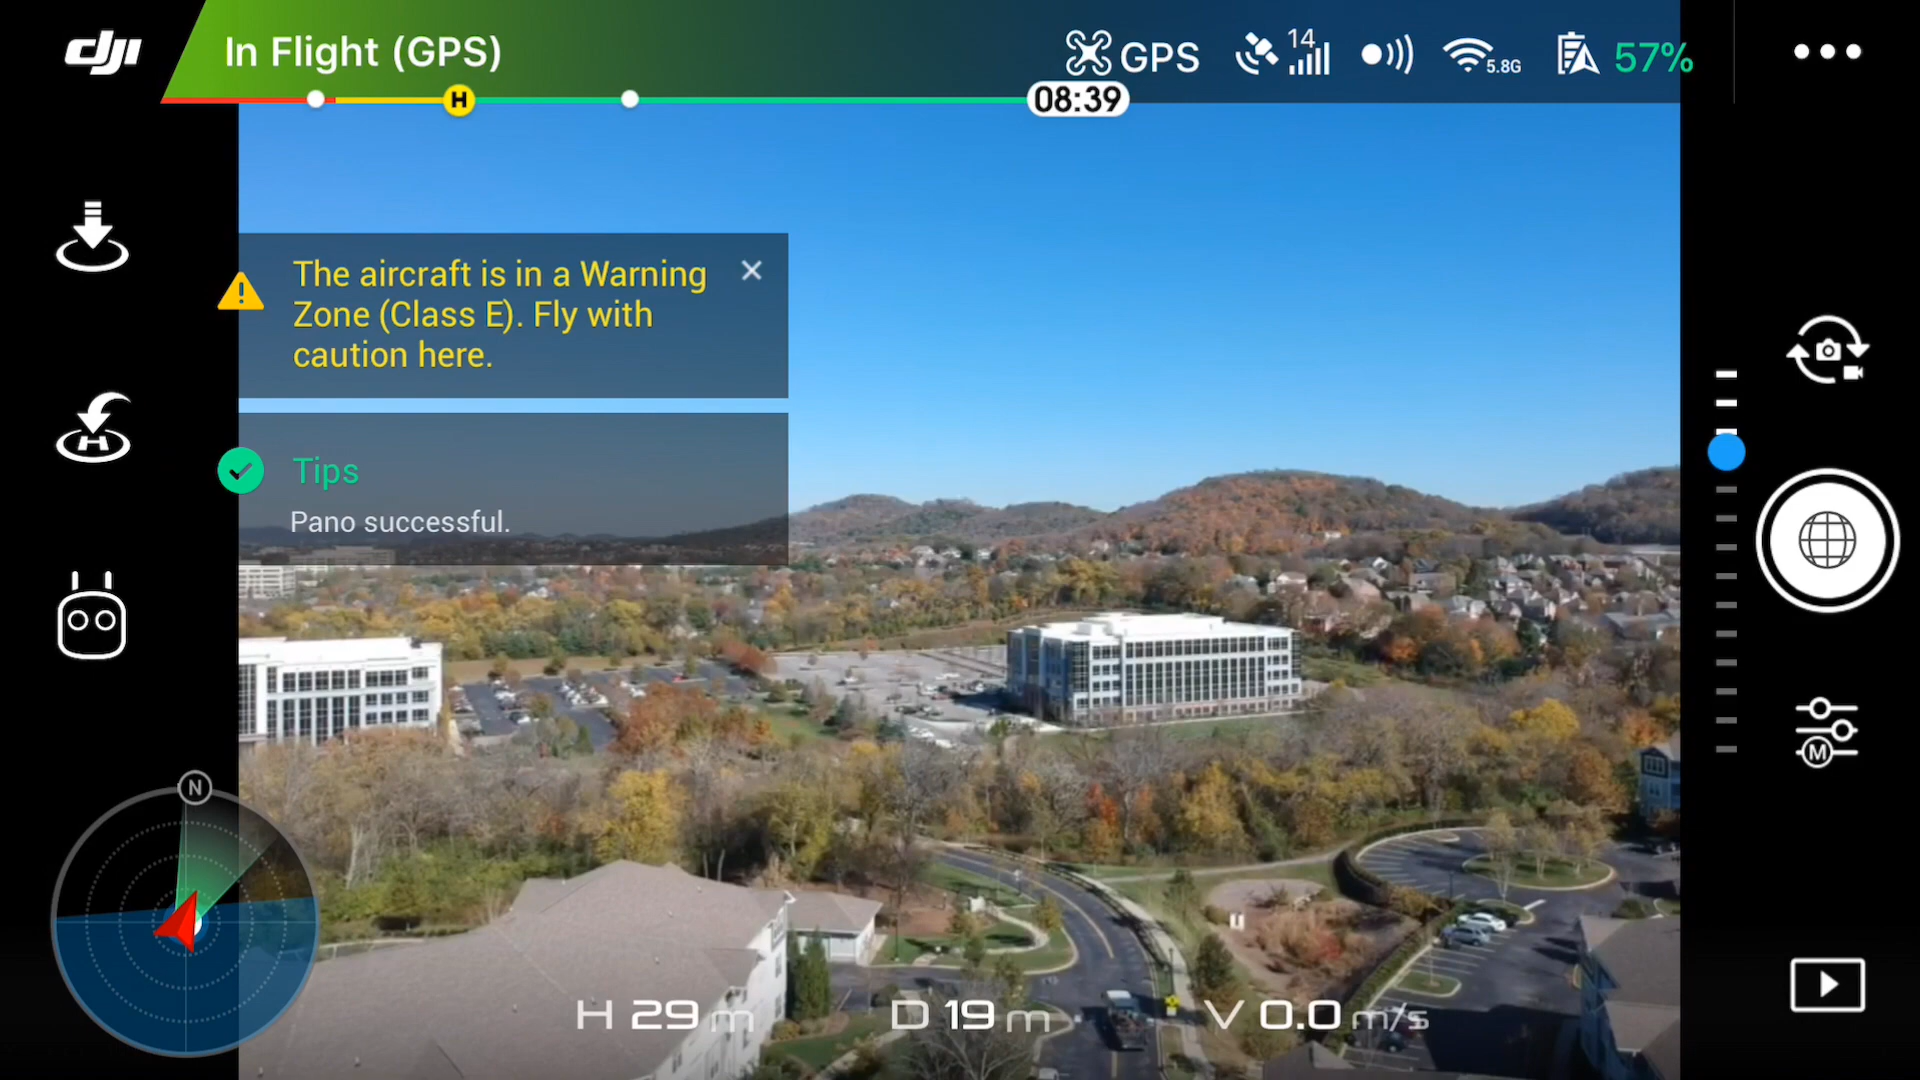 dji
In Flight (GPS)
GPS
14
5.8G
57%
H
08:39
The aircraft is in a Warning
Zone (Class E). Fly with
caution here.
Tips
Pano successful.
H
M
N
H 29 m
D 19 m
V 0.0 m/s